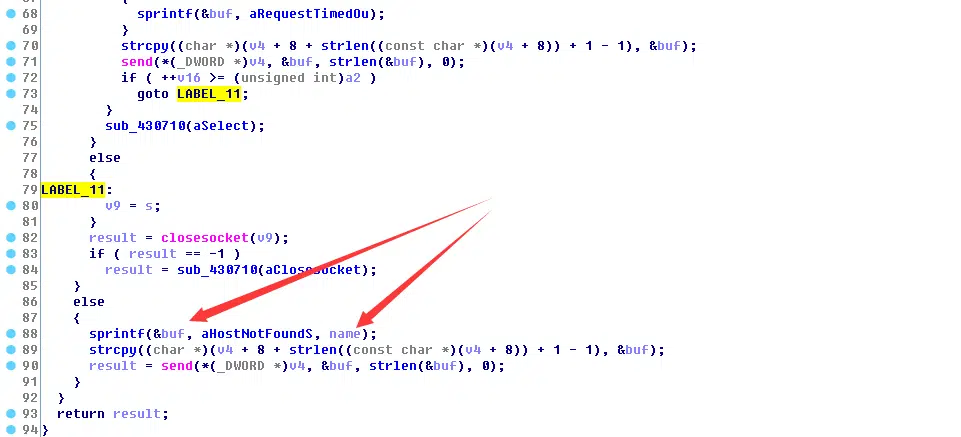 68 sprintf(&buf, aRequestTimedOu);
69 }
70 strcpy((char *)(v4 + 8 + strlen((const char *)(v4 + 8)) + 1 - 1), &buf);
71 send(*(_DWORD *)v4, &buf, strlen(&buf), 0);
72 if ( ++v16 >= (unsigned int)a2 )
73 goto LABEL_11;
74 }
75 sub_430710(aSelect);
76 }
77 else
78 {
79 LABEL_11:
80 v9 = s;
81 }
82 result = closesocket(v9);
83 if ( result == -1 )
84 result = sub_430710(aClosesocket);
85 }
86 else
87 {
88 sprintf(&buf, aHostNotFoundS, name);
89 strcpy((char *)(v4 + 8 + strlen((const char *)(v4 + 8)) + 1 - 1), &buf);
90 result = send(*(_DWORD *)v4, &buf, strlen(&buf), 0);
91 }
92 }
93 return result;
94 }